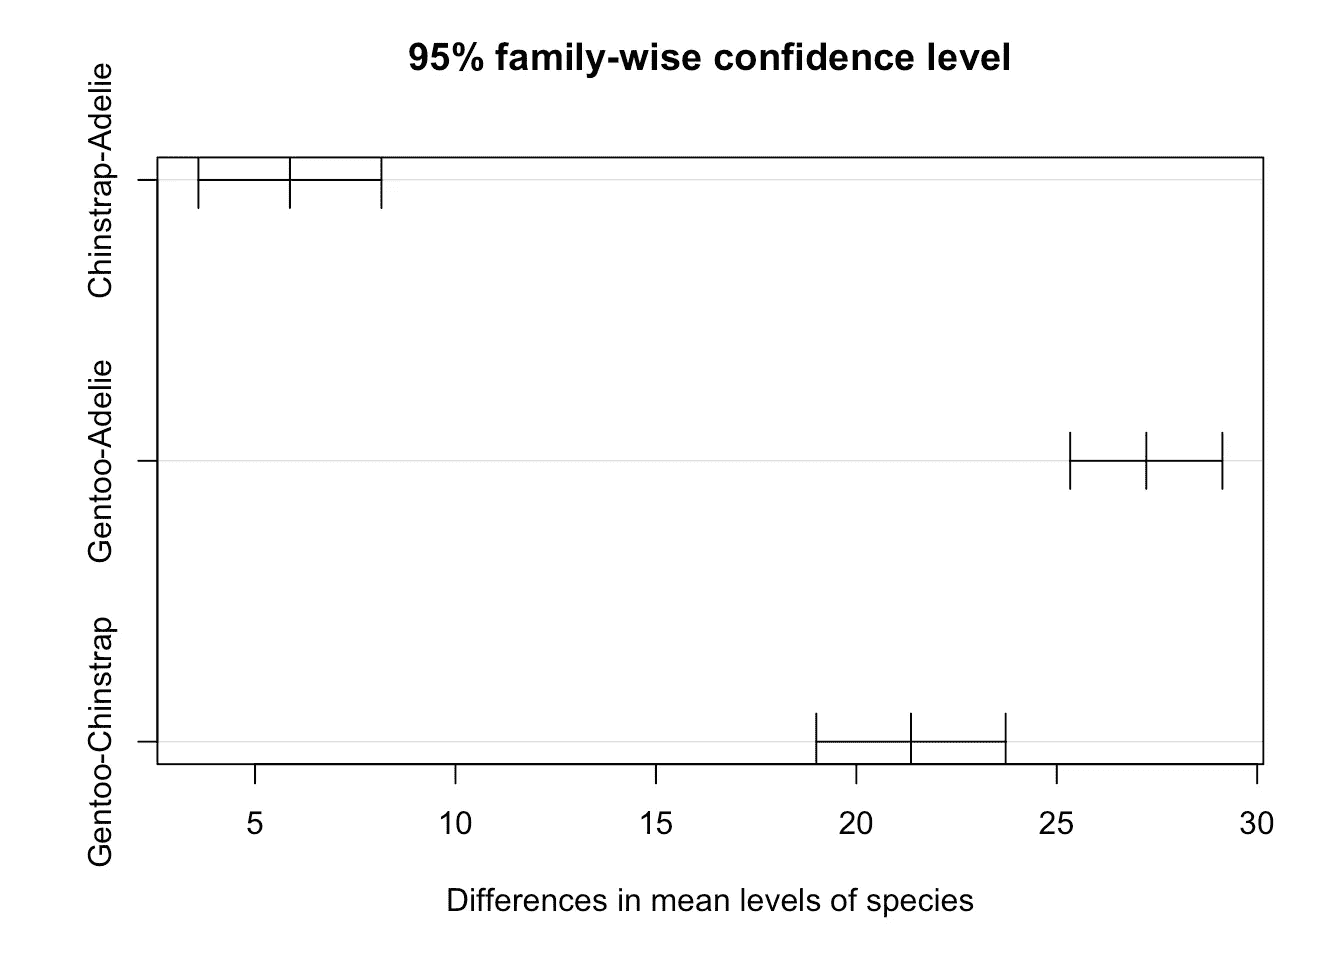 95% family-wise confidence level
Chinstrap-Adelie
Gentoo-Adelie
Gentoo-Chinstrap
5 10 15 20 25 30
Differences in mean levels of species